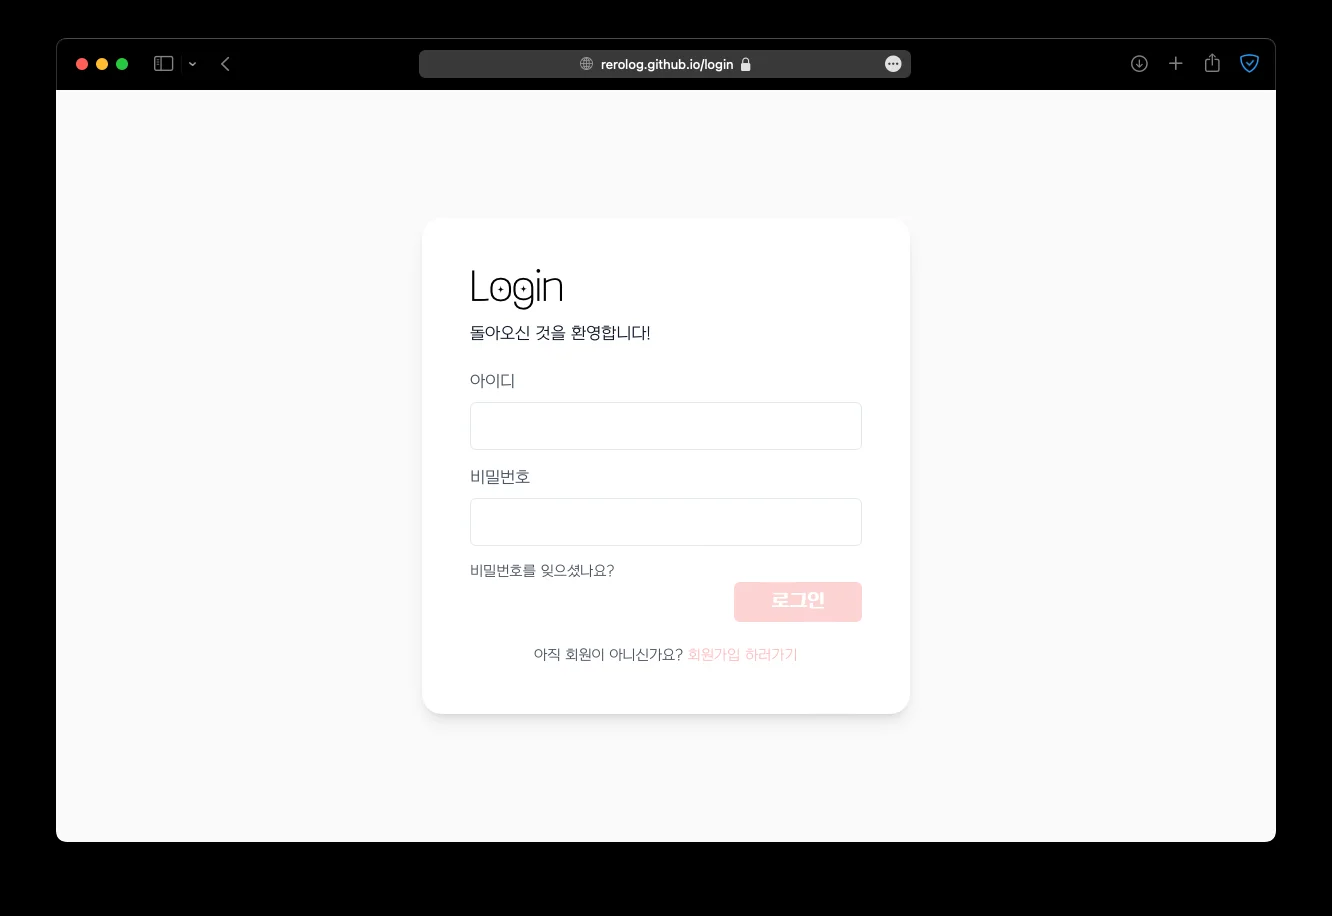 rerolog.github.io/login
Login
돌아오신 것을 환영합니다!
아이디
비밀번호
비밀번호를 잊으셨나요?
로그인
아직 회원이 아니신가요? 회원가입 하러가기